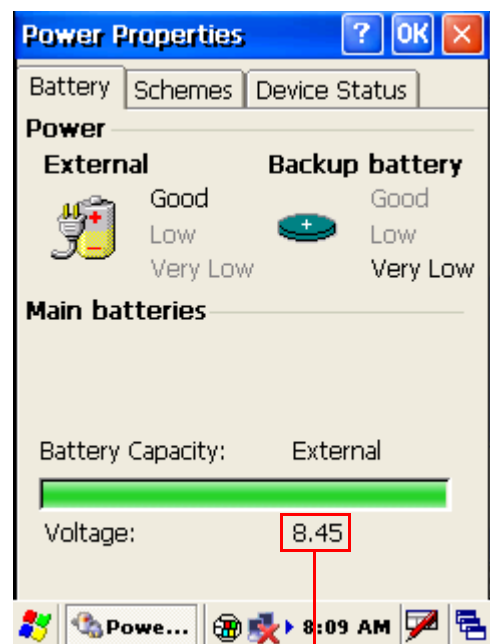 Power Properties ? OK
Battery Schemes Device Status
Power
External Backup battery
Good Good
Low Low
Very Low Very Low
Main batteries
Battery Capacity: External
Voltage: 8.45
Powe... 8:09 AM